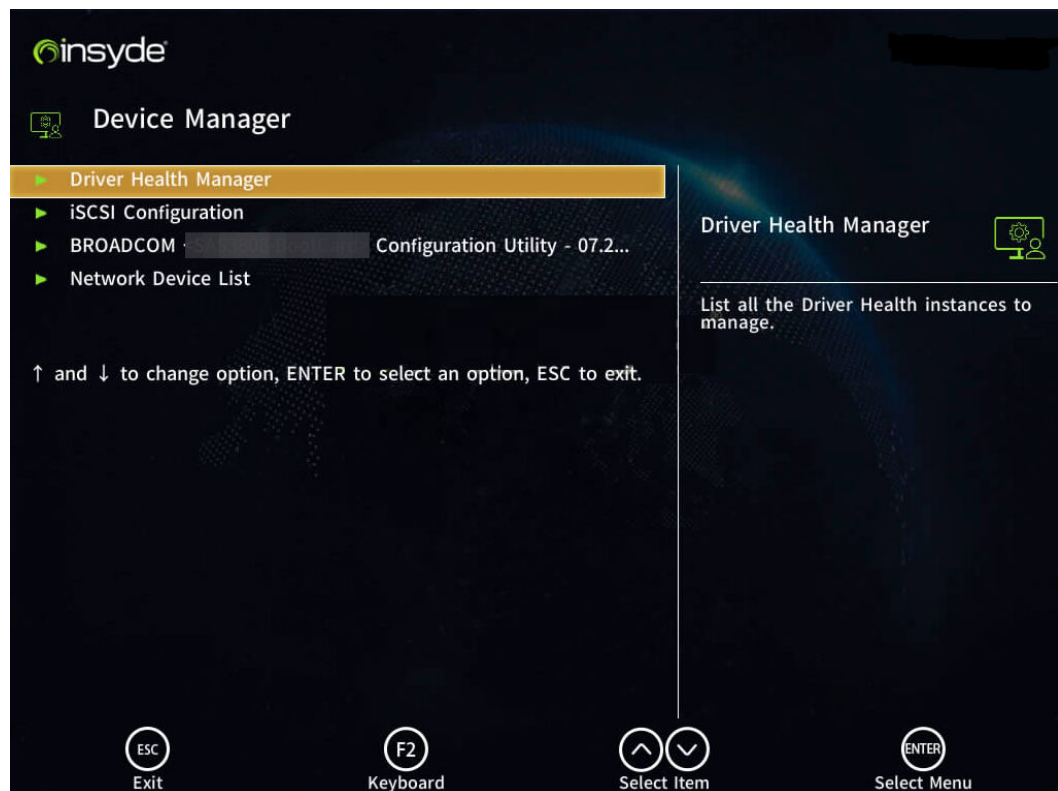 insyde
Device Manager
► Driver Health Manager
► iSCSI Configuration
► BROADCOM - Configuration Utility - 07.2...
► Network Device List
↑ and ↓ to change option, ENTER to select an option, ESC to exit.
Driver Health Manager
List all the Driver Health instances to
manage.
ESC
Exit
F2
Keyboard
Select Item
ENTER
Select Menu